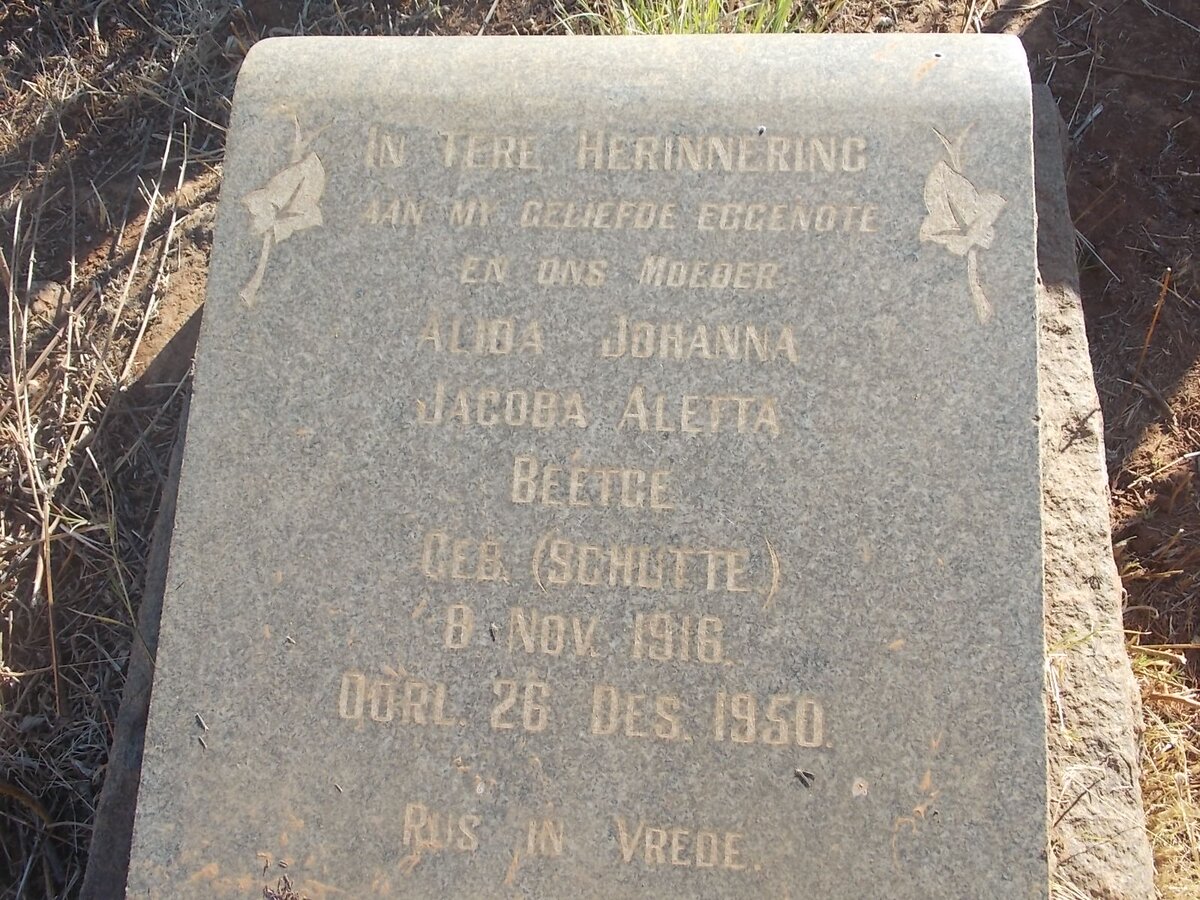 IN TERE HERINNERING
AAN MY GELIEFDE EGGENOTE
EN ONS MOEDER
ALIDA JOHANNA
JACOBA ALETTA
BEETGE
GEB. (SCHUTTE.)
8 NOV. 1916.
OORL. 26 DES. 1950.
RUS IN VREDE.